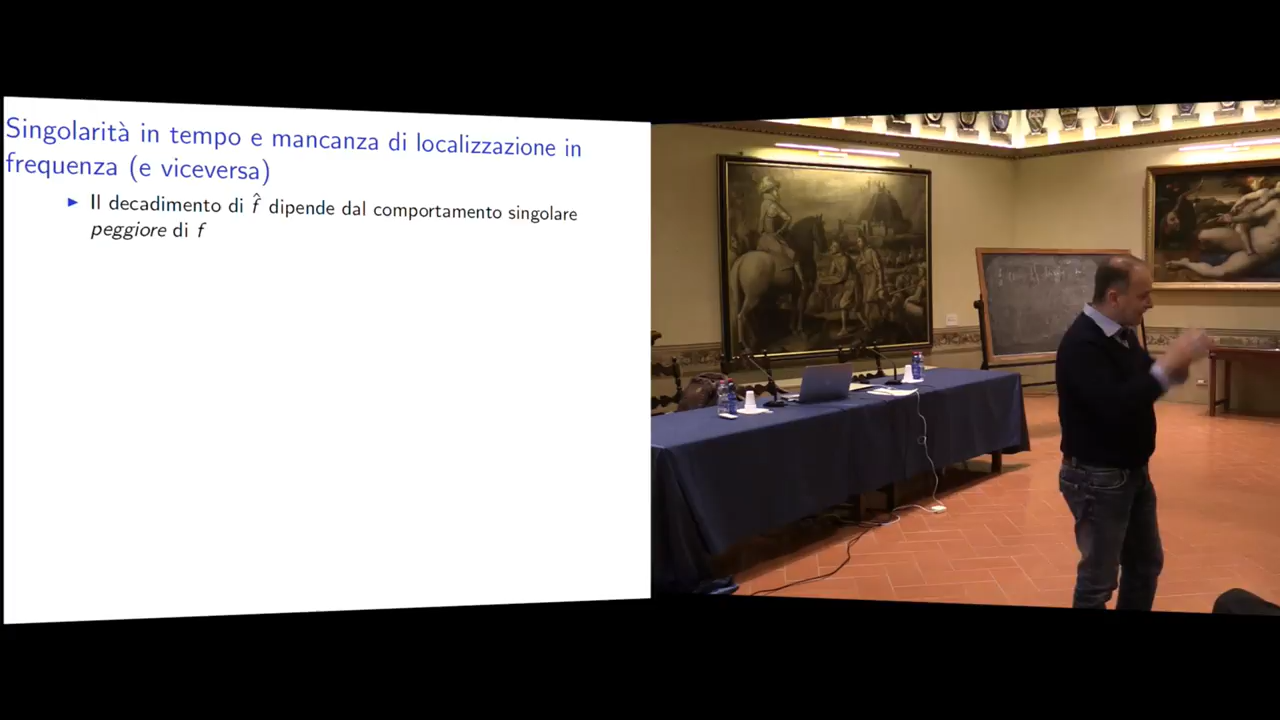 Singolarità in tempo e mancanza di localizzazione in
frequenza (e viceversa)
▶ Il decadimento di f̂ dipende dal comportamento singolare
peggiore di f